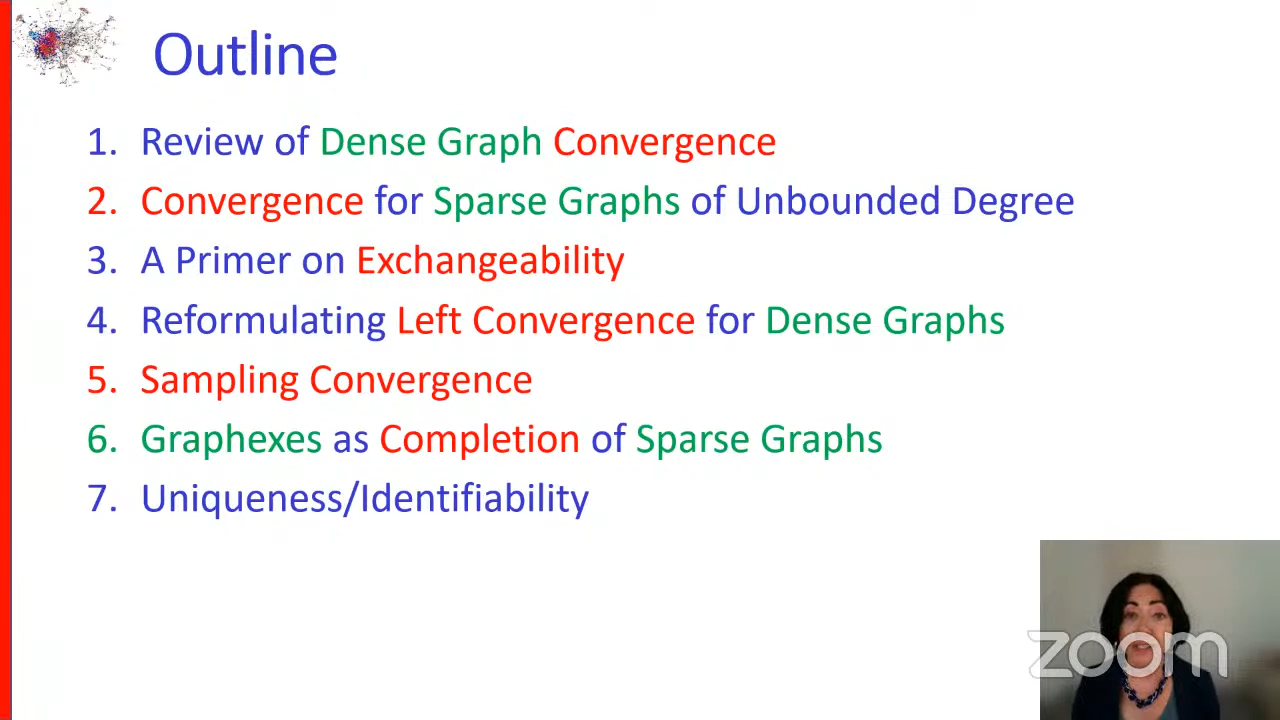 Outline
1. Review of Dense Graph Convergence
2. Convergence for Sparse Graphs of Unbounded Degree
3. A Primer on Exchangeability
4. Reformulating Left Convergence for Dense Graphs
5. Sampling Convergence
6. Graphexes as Completion of Sparse Graphs
7. Uniqueness/Identifiability
zoom